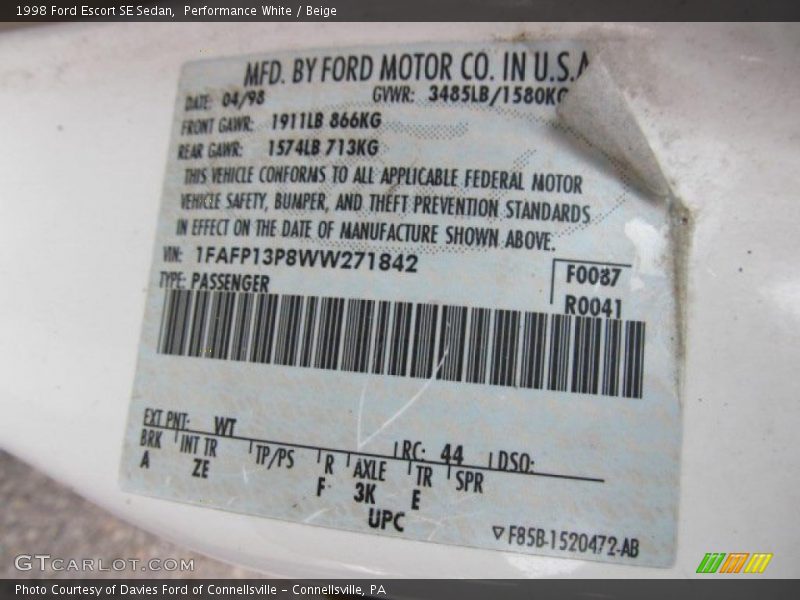 1998 Ford Escort SE Sedan,  Performance White / Beige
MFD. BY FORD MOTOR CO. IN U.S.A
DATE: 04/98 GVWR: 3485LB/1580KG
FRONT GAWR: 1911LB 866KG
REAR GAWR: 1574LB 713KG
THIS VEHICLE CONFORMS TO ALL APPLICABLE FEDERAL MOTOR
VEHICLE SAFETY, BUMPER, AND THEFT PREVENTION STANDARDS
IN EFFECT ON THE DATE OF MANUFACTURE SHOWN ABOVE.
VIN: 1FAFP13P8WW271842
TYPE: PASSENGER
F0087
R0041
EXT PNT: WT RC: 44 DSO:
BRK INT TR TP/PS R AXLE TR SPR
A ZE F 3K E
UPC
▽F85B-1520472-AB
GTCARLOT.COM
Photo Courtesy of Davies Ford of Connellsville – Connellsville, PA